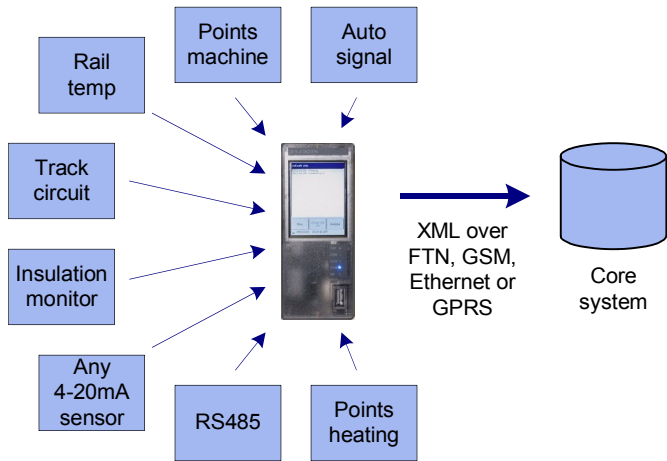 Points
machine
Auto
signal
Rail
temp
Track
circuit
Insulation
monitor
Any
4-20mA
sensor
RS485
Points
heating
XML over
FTN, GSM,
Ethernet or
GPRS
Core
system